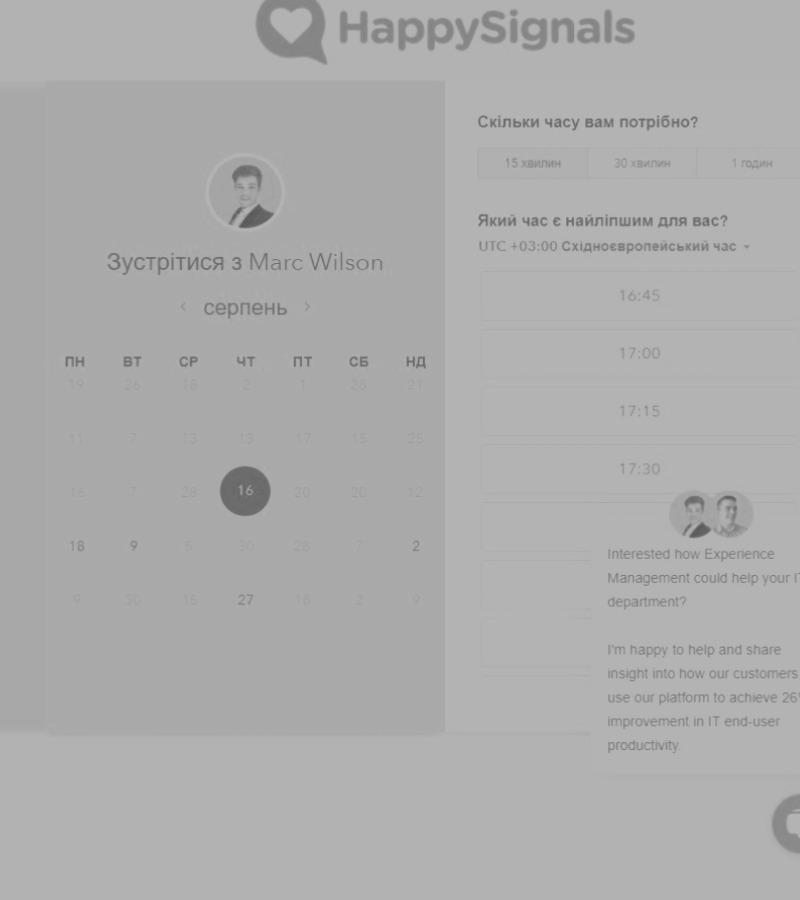 HappySignals
Зустрітися з Marc Wilson
серпень
ПН ВТ СР ЧТ ПТ СБ НД
19 26 18 2 1 28 21
11 7 13 13 17 15 25
16 7 28 16 20 20 12
18 9 5 30 26 7 2
9 30 16 27 16 2 9
Скільки часу вам потрібно?
15 хвилин 30 хвилин 1 годин
Який час є найліпшим для вас?
UTC +03:00 Східноєвропейський час
16:45
17:00
17:15
17:30
Interested how Experience
Management could help your
department?
I'm happy to help and share
insight into how our customers
use our platform to achieve
improvement in IT end-user
productivity.